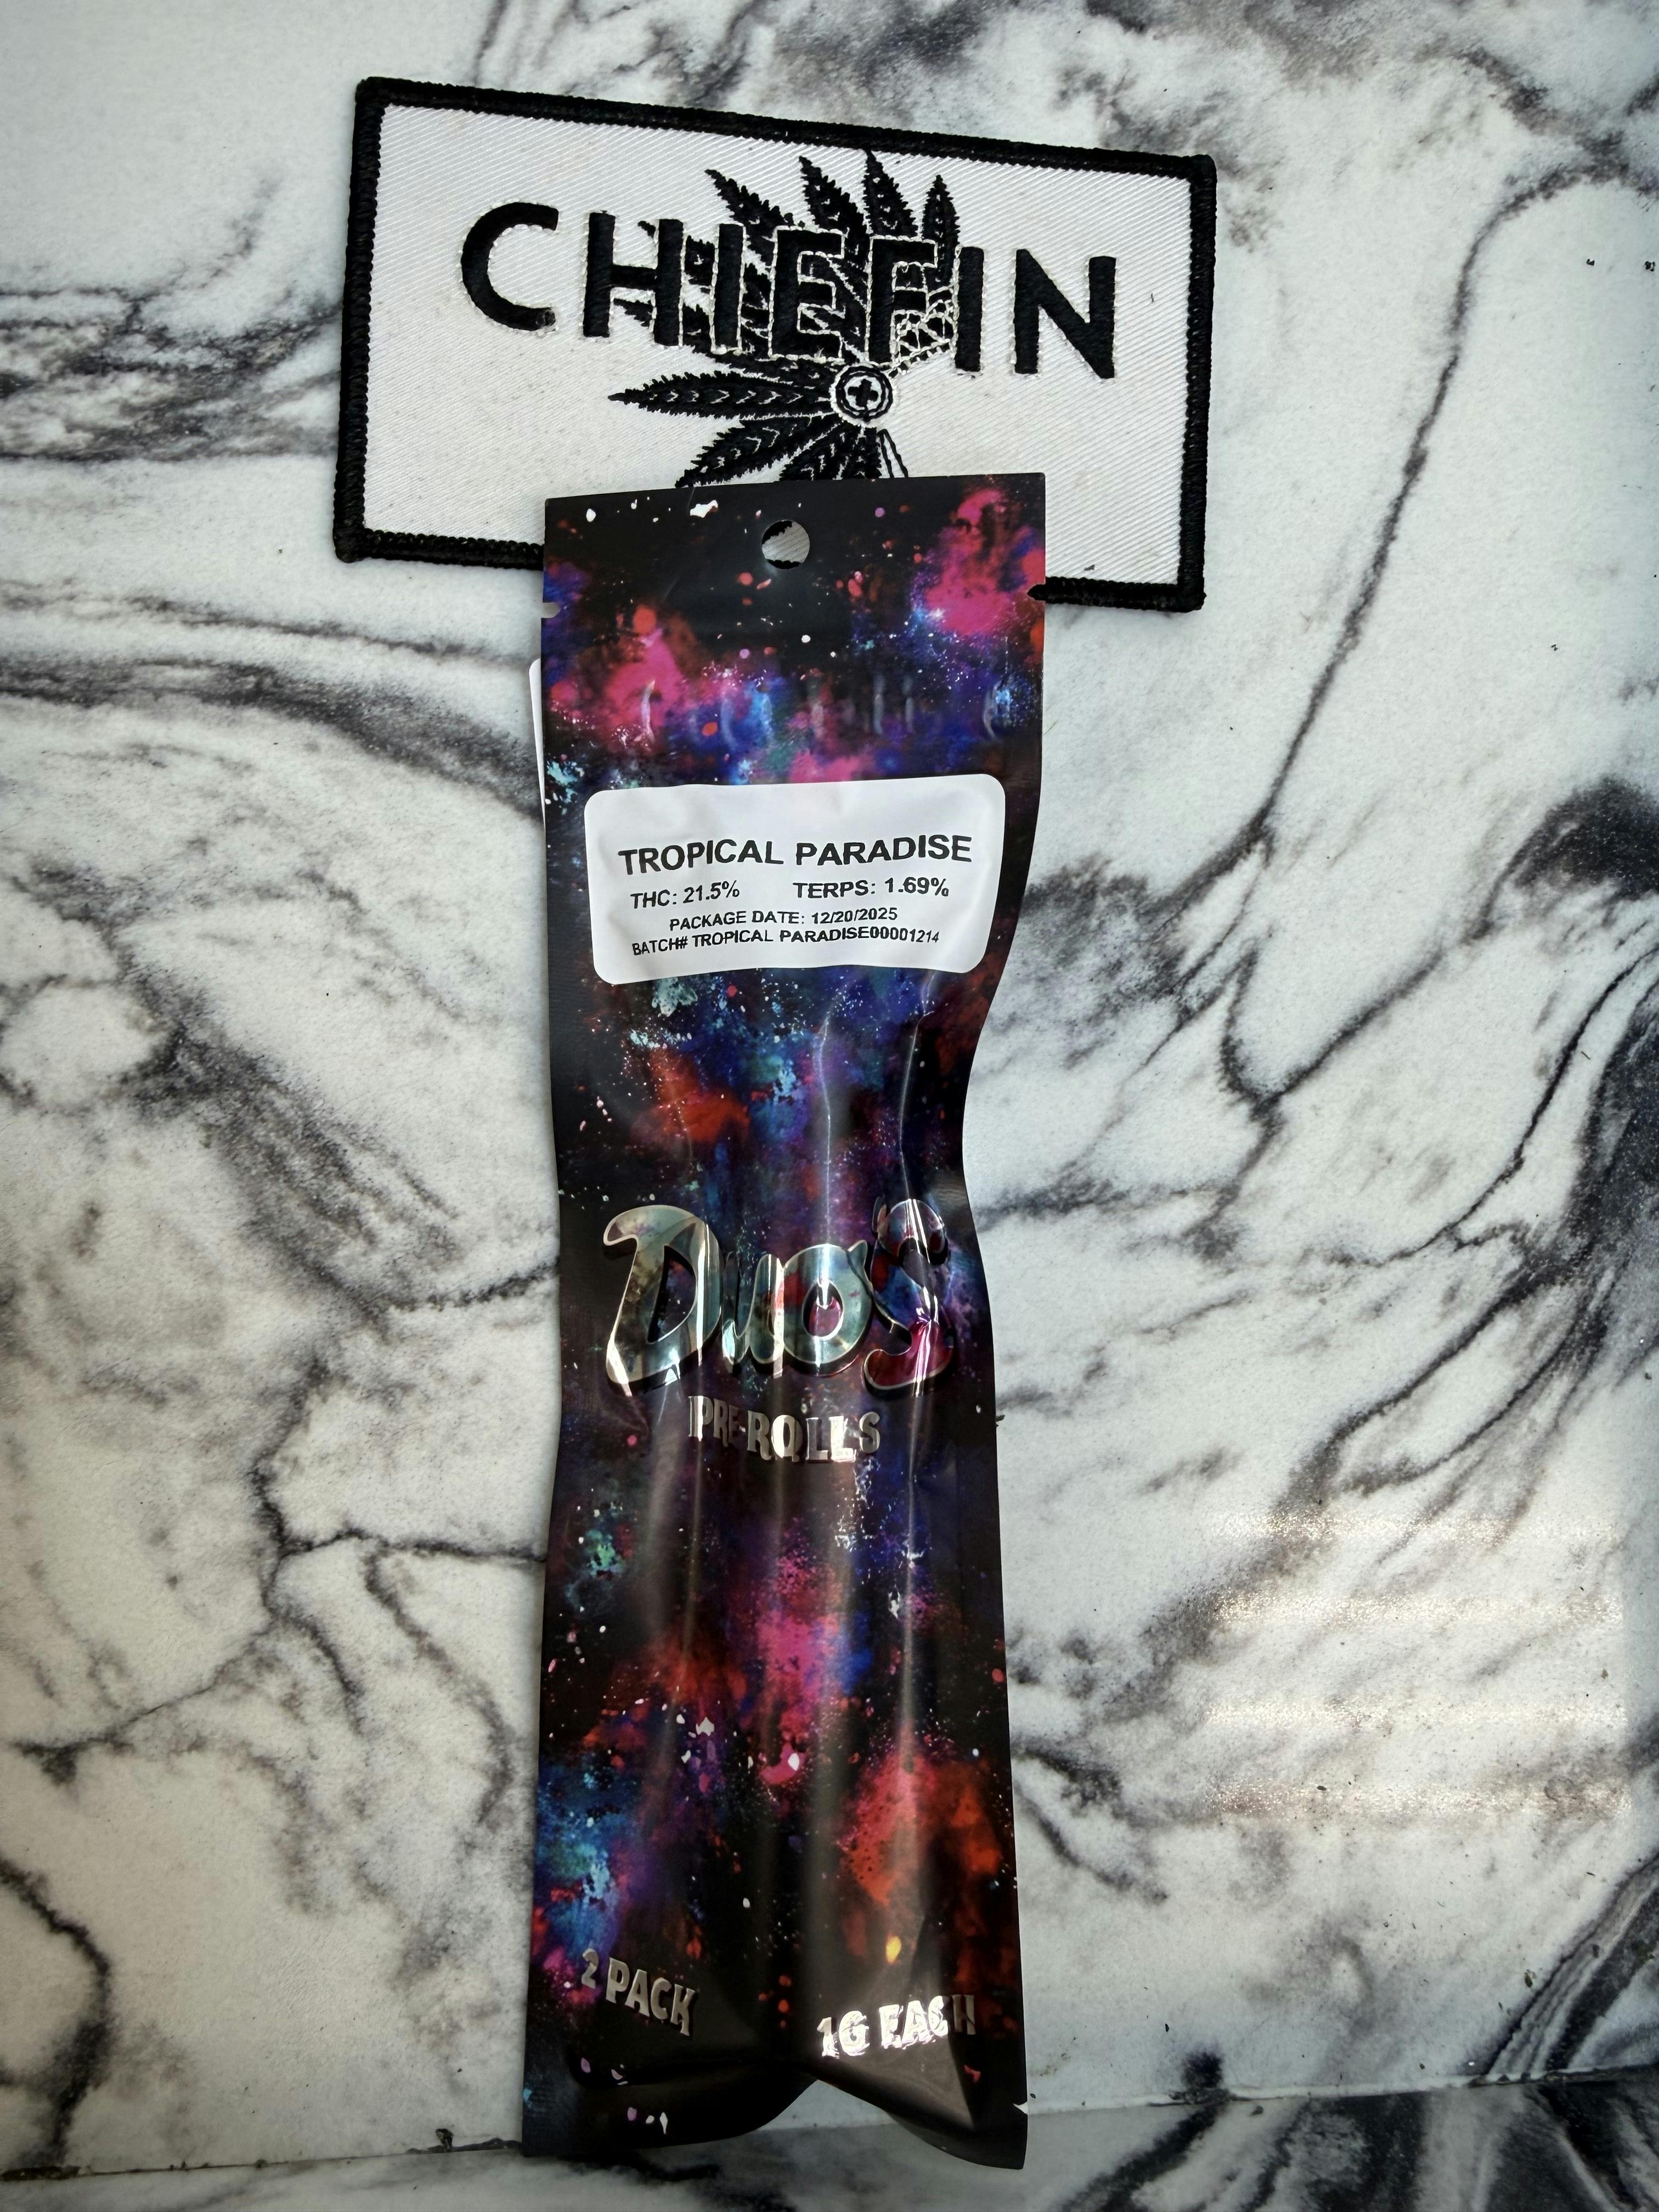 CHIEFIN
TROPICAL PARADISE
THC: 21.5% TERPS: 1.69%
PACKAGE DATE: 12/20/2025
BATCH# TROPICAL PARADISE00001214
Duo'S
PRE-ROLLS
2 PACK
1G EACH